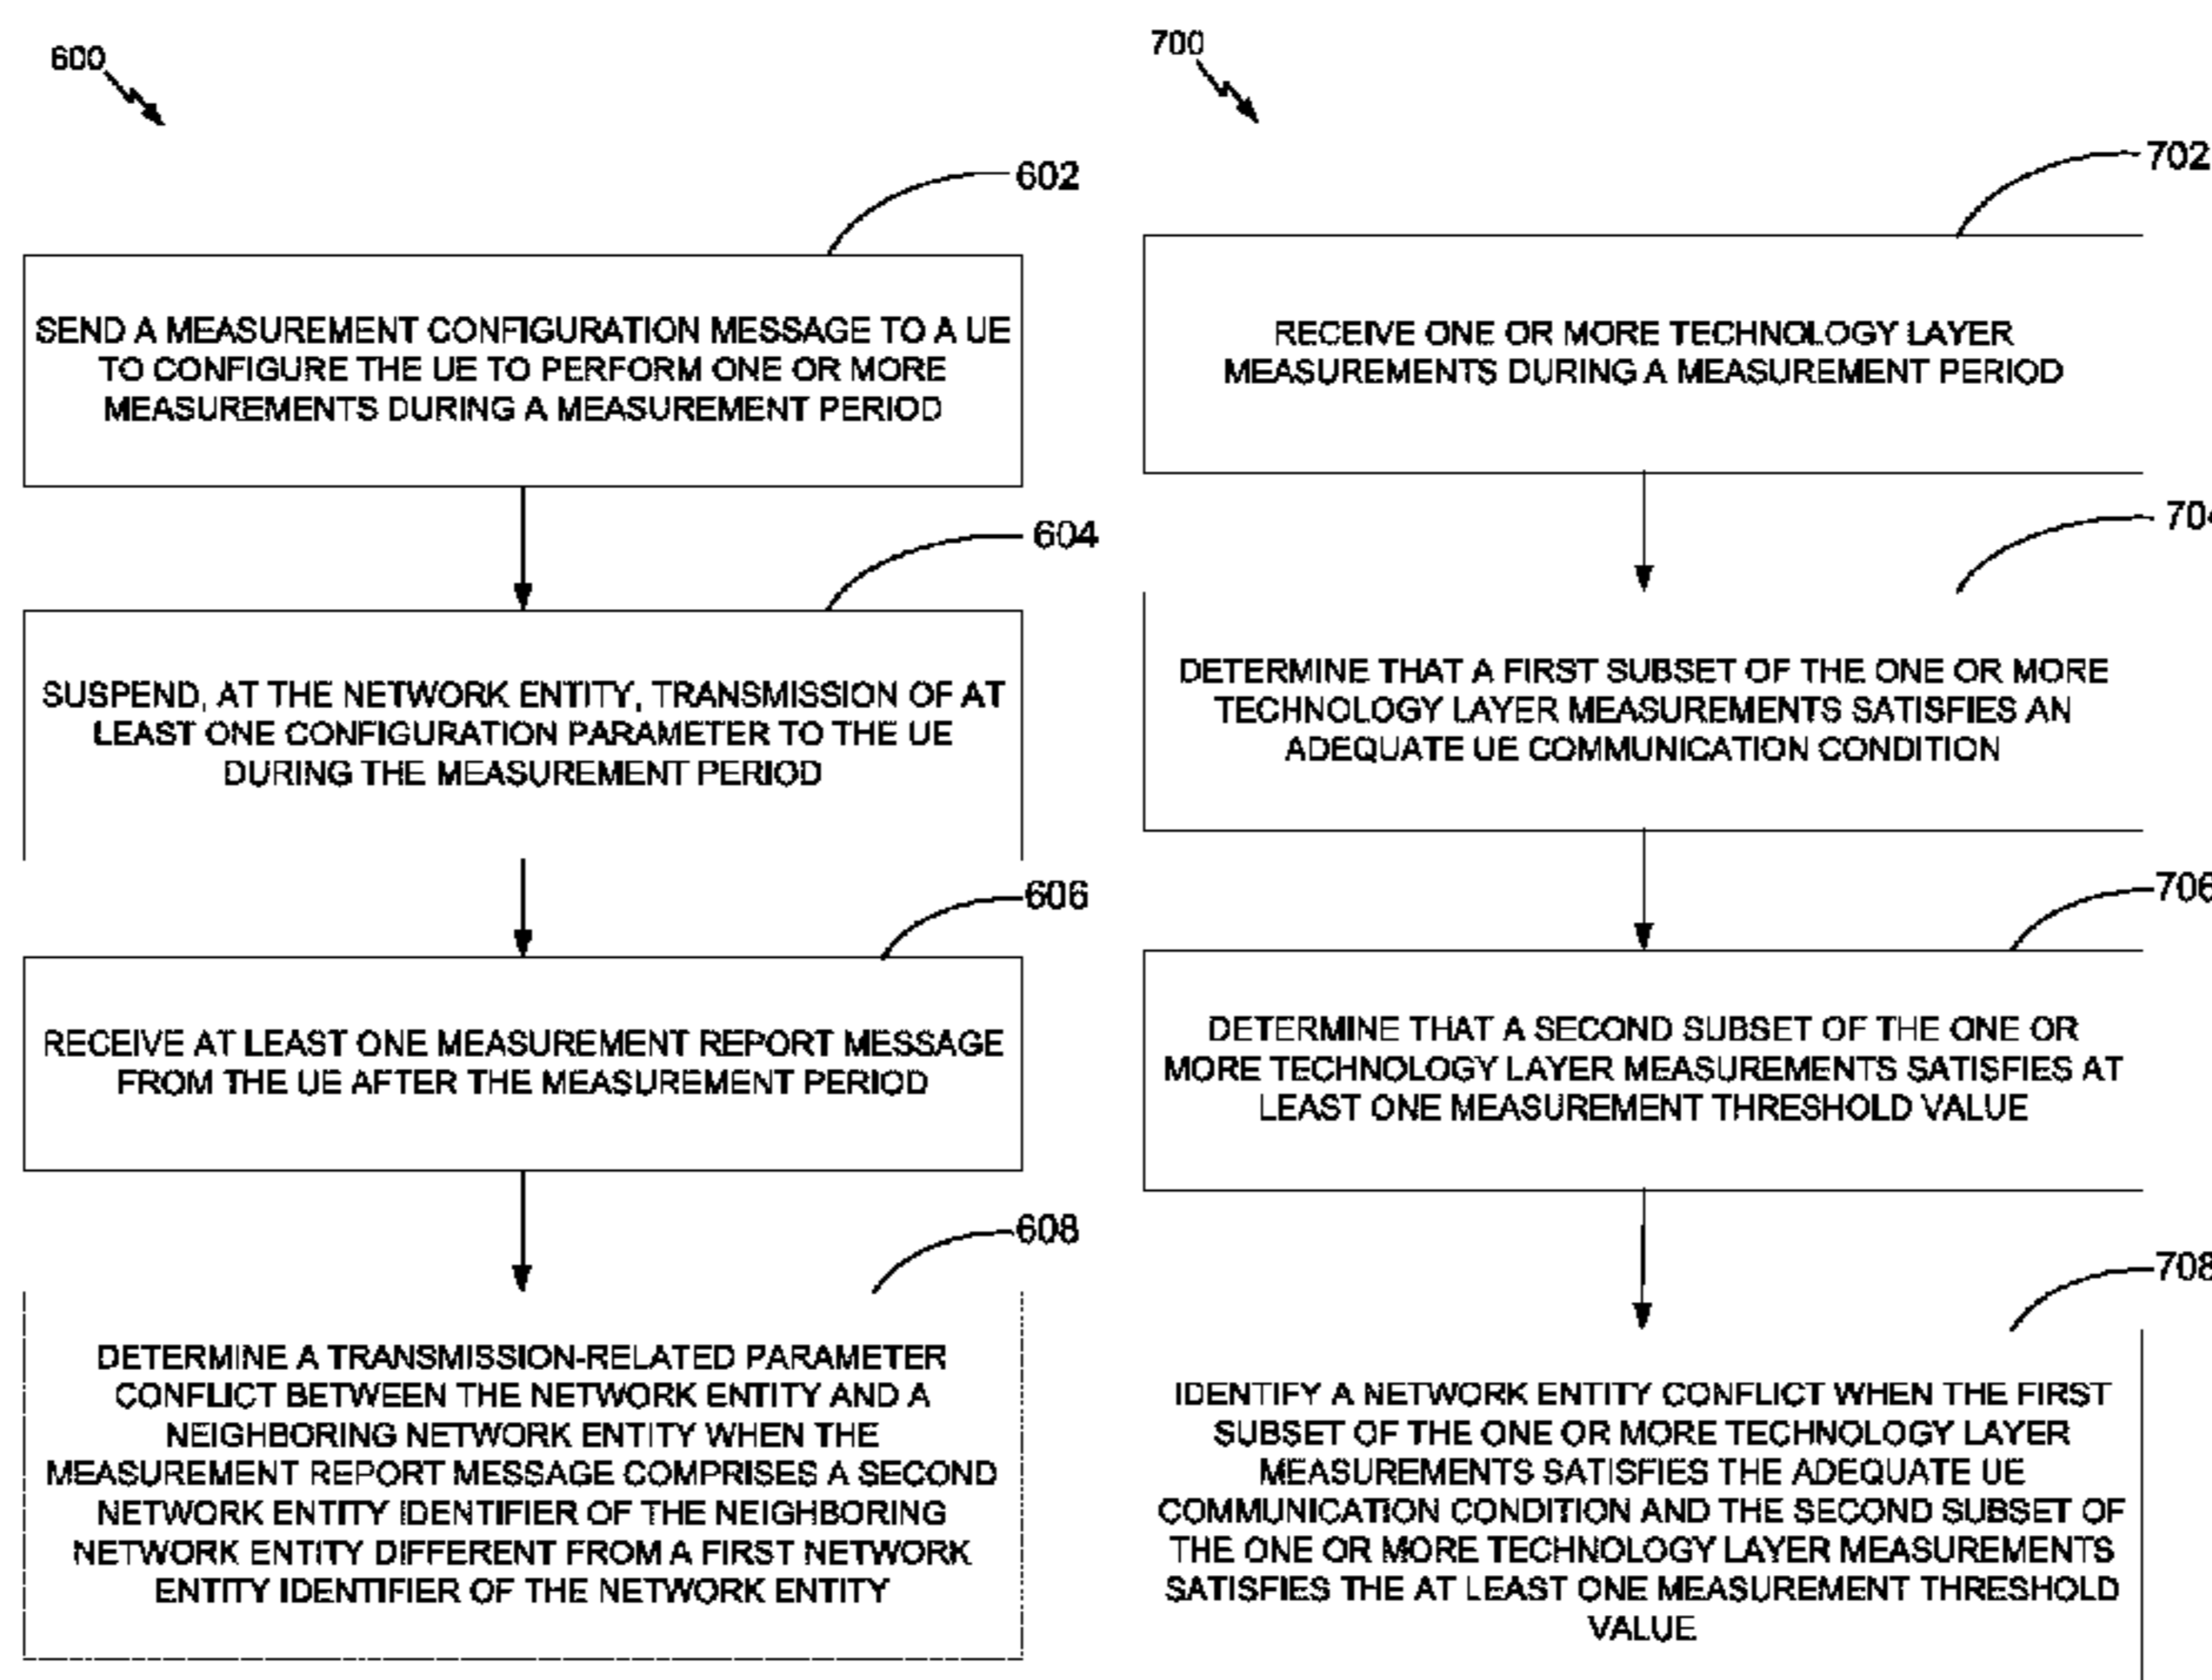 600
602
SEND A MEASUREMENT CONFIGURATION MESSAGE TO A UE
TO CONFIGURE THE UE TO PERFORM ONE OR MORE
MEASUREMENTS DURING A MEASUREMENT PERIOD
604
SUSPEND, AT THE NETWORK ENTITY, TRANSMISSION OF AT
LEAST ONE CONFIGURATION PARAMETER TO THE UE
DURING THE MEASUREMENT PERIOD
606
RECEIVE AT LEAST ONE MEASUREMENT REPORT MESSAGE
FROM THE UE AFTER THE MEASUREMENT PERIOD
608
DETERMINE A TRANSMISSION-RELATED PARAMETER
CONFLICT BETWEEN THE NETWORK ENTITY AND A
NEIGHBORING NETWORK ENTITY WHEN THE
MEASUREMENT REPORT MESSAGE COMPRISES A SECOND
NETWORK ENTITY IDENTIFIER OF THE NEIGHBORING
NETWORK ENTITY DIFFERENT FROM A FIRST NETWORK
ENTITY IDENTIFIER OF THE NETWORK ENTITY
700
702
RECEIVE ONE OR MORE TECHNOLOGY LAYER
MEASUREMENTS DURING A MEASUREMENT PERIOD
704
DETERMINE THAT A FIRST SUBSET OF THE ONE OR MORE
TECHNOLOGY LAYER MEASUREMENTS SATISFIES AN
ADEQUATE UE COMMUNICATION CONDITION
706
DETERMINE THAT A SECOND SUBSET OF THE ONE OR
MORE TECHNOLOGY LAYER MEASUREMENTS SATISFIES AT
LEAST ONE MEASUREMENT THRESHOLD VALUE
708
IDENTIFY A NETWORK ENTITY CONFLICT WHEN THE FIRST
SUBSET OF THE ONE OR MORE TECHNOLOGY LAYER
MEASUREMENTS SATISFIES THE ADEQUATE UE
COMMUNICATION CONDITION AND THE SECOND SUBSET OF
THE ONE OR MORE TECHNOLOGY LAYER MEASUREMENTS
SATISFIES THE AT LEAST ONE MEASUREMENT THRESHOLD
VALUE